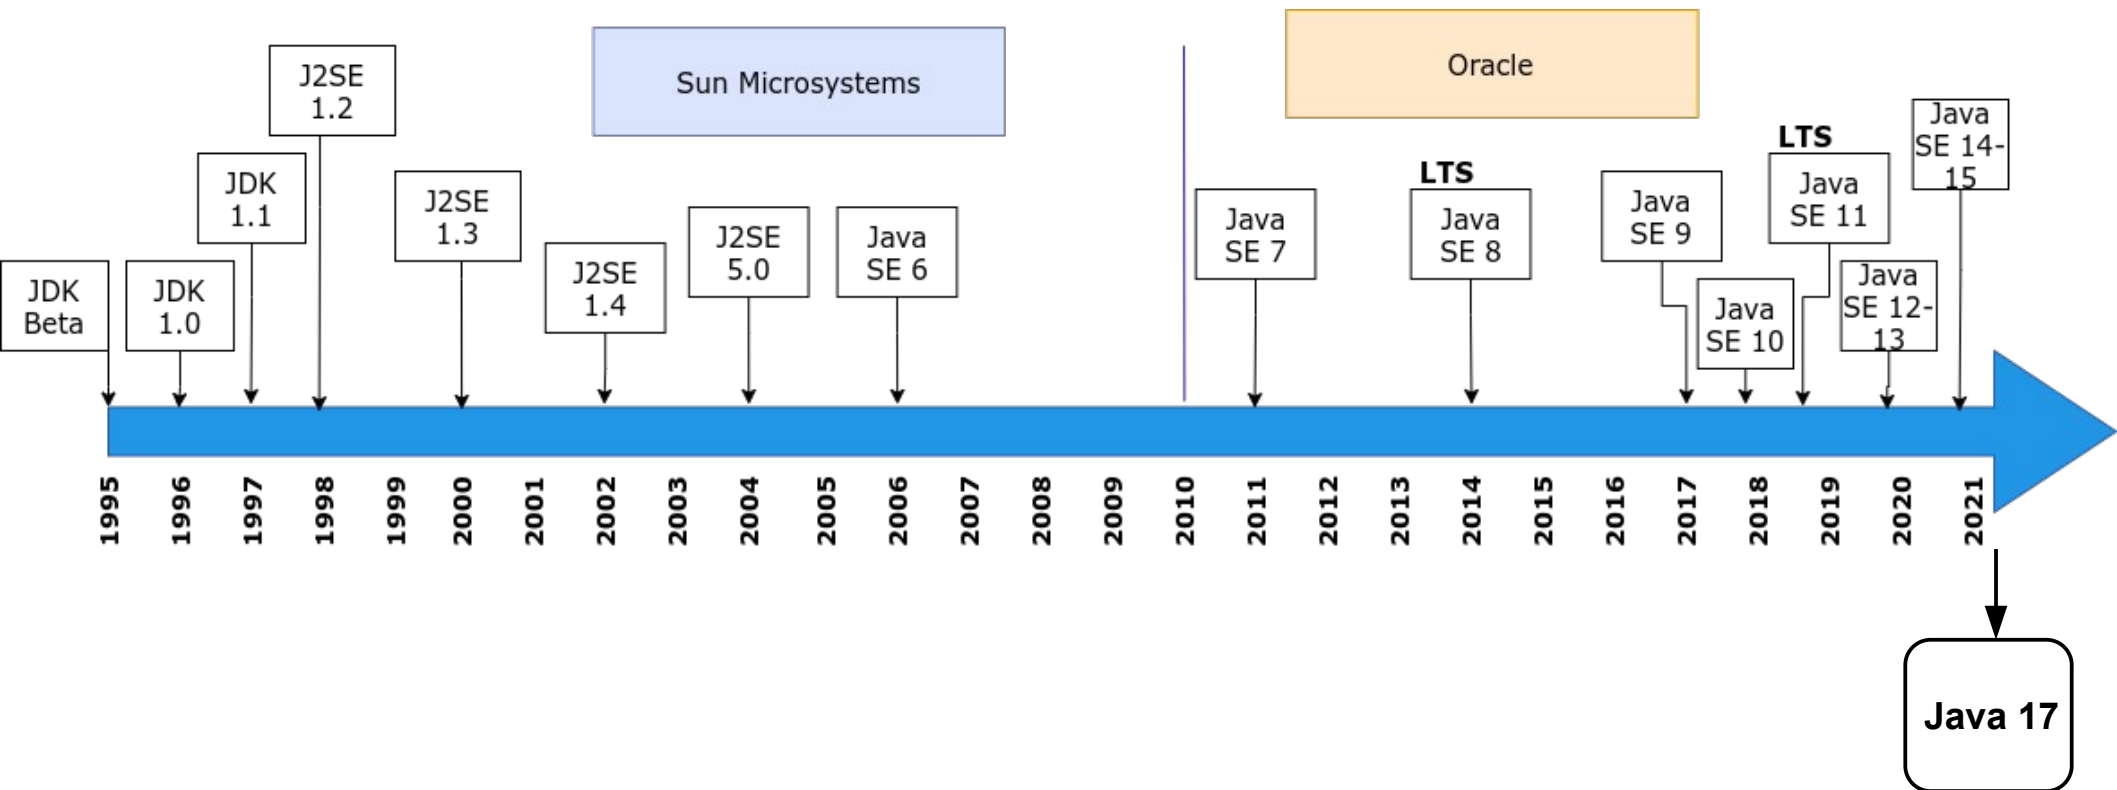 Sun Microsystems
Oracle
JDK
Beta
JDK
1.0
JDK
1.1
J2SE
1.2
J2SE
1.3
J2SE
1.4
J2SE
5.0
Java
SE 6
Java
SE 7
LTS
Java
SE 8
Java
SE 9
Java
SE 10
LTS
Java
SE 11
Java
SE 12-
13
Java
SE 14-
15
1995
1996
1997
1998
1999
2000
2001
2002
2003
2004
2005
2006
2007
2008
2009
2010
2011
2012
2013
2014
2015
2016
2017
2018
2019
2020
2021
Java 17